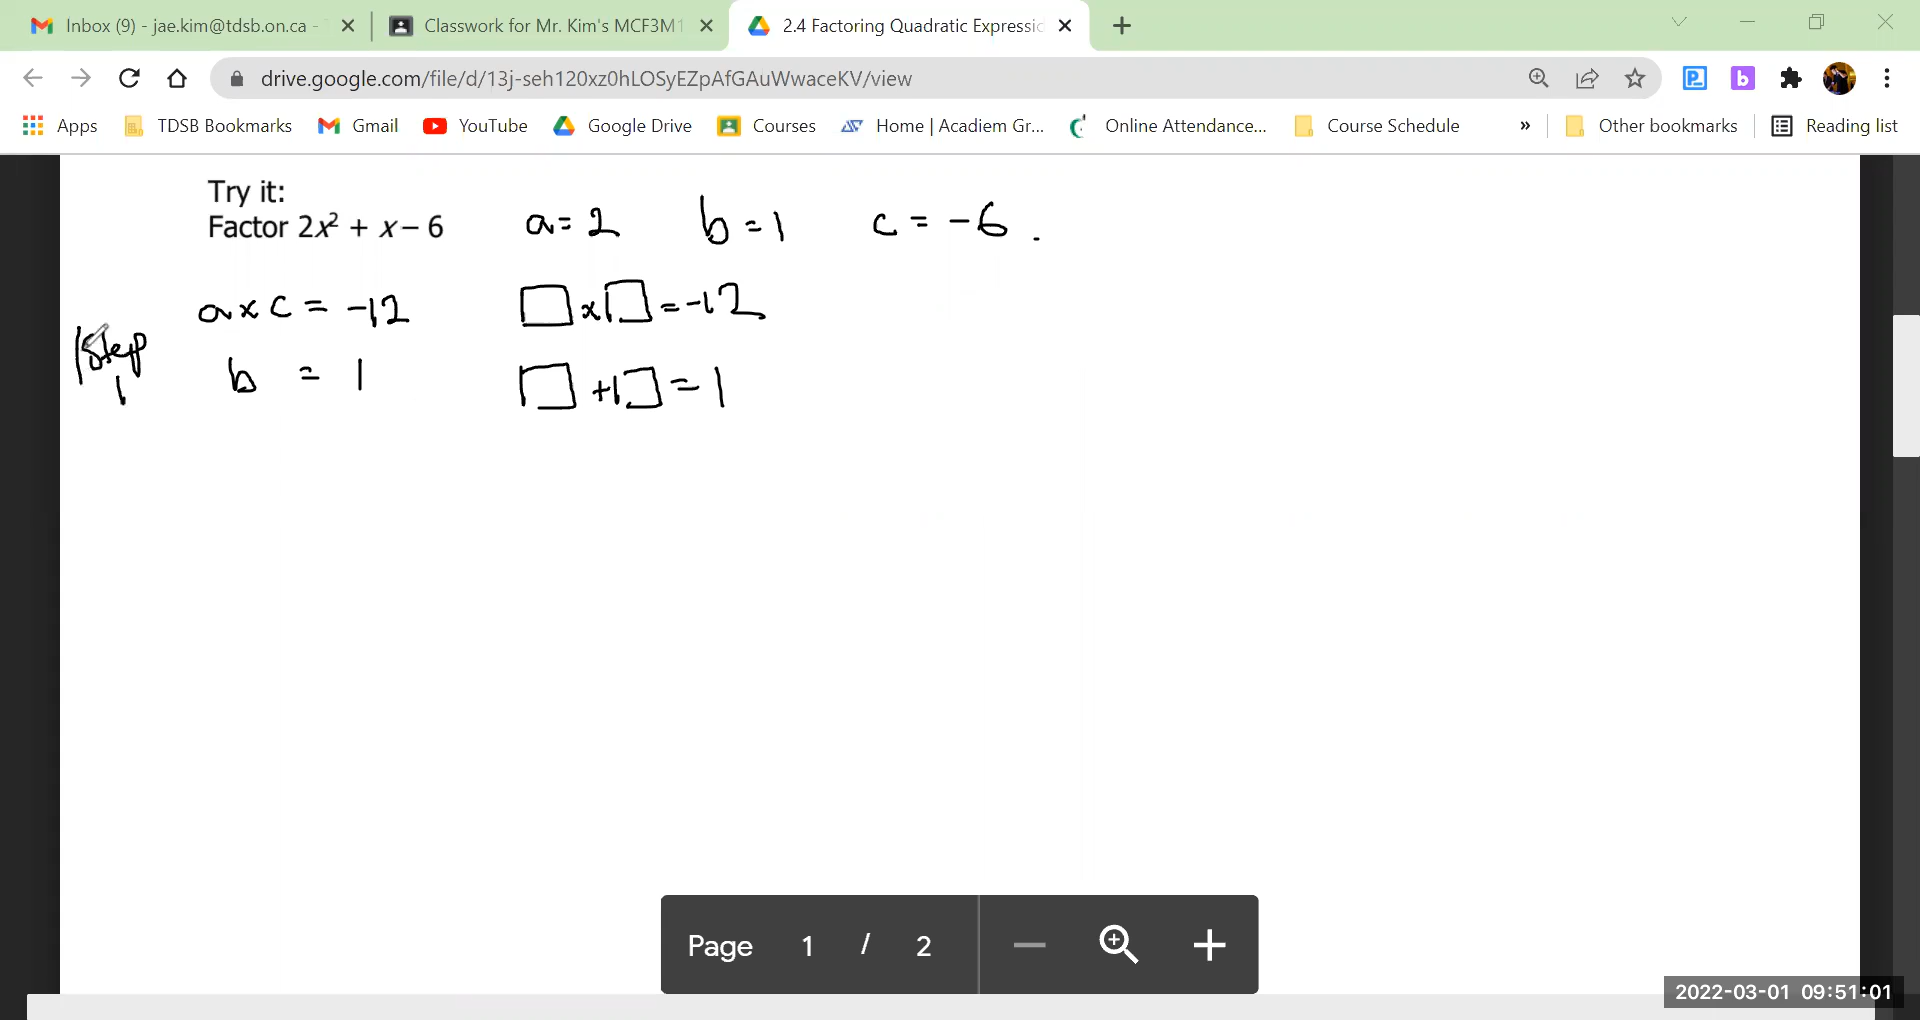 Inbox (9) - jae.kim@tdsb.on.ca -
Classwork for Mr. Kim's MCF3M1
2.4 Factoring Quadratic Expressic
drive.google.com/file/d/13j-seh120xz0hLOSyEZpAfGAuWwaceKV/view
Apps TDSB Bookmarks Gmail YouTube Google Drive Courses Home | Acadiem Gr... Online Attendance... Course Schedule » Other bookmarks Reading list
Try it:
Factor 2x² + x – 6 a = 2 b = 1 c = -6 .
a x c = -12 □ x □ = -12
Step 1
b = 1 □ + □ = 1
Page 1 / 2
2022-03-01 09:51:01